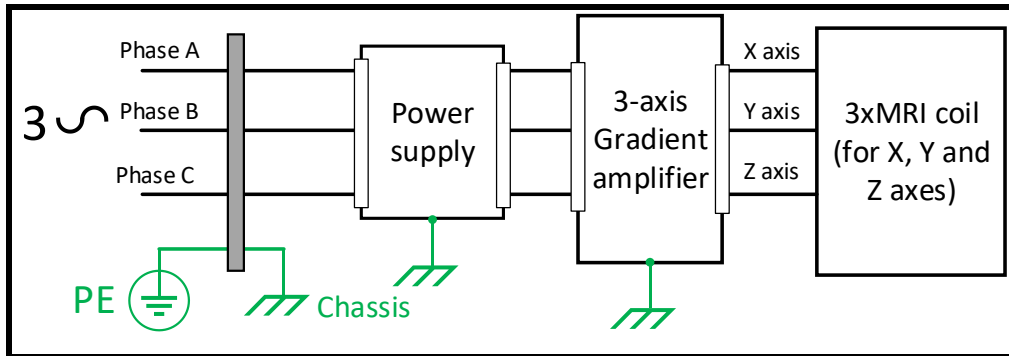 Phase A
3
Phase B
Phase C
PE
Chassis
Power
supply
3-axis
Gradient
amplifier
X axis
Y axis
Z axis
3xMRI coil
(for X, Y and
Z axes)